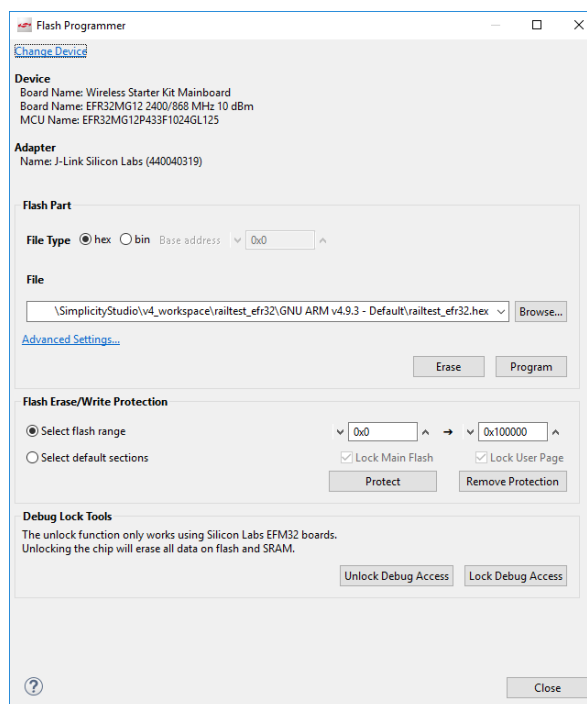 Flash Programmer
Change Device
Device
Board Name: Wireless Starter Kit Mainboard
Board Name: EFR32MG12 2400/868 MHz 10 dBm
MCU Name: EFR32MG12P433F1024GL125
Adapter
Name: J-Link Silicon Labs (440040319)
Flash Part
File Type hex bin Base address 0x0
File
\SimplicityStudio\v4_workspace\railtest_efr32\GNU ARM v4.9.3 - Default\railtest_efr32.hex Browse...
Advanced Settings...
Erase Program
Flash Erase/Write Protection
Select flash range 0x0 → 0x100000
Select default sections Lock Main Flash Lock User Page
Protect Remove Protection
Debug Lock Tools
The unlock function only works using Silicon Labs EFM32 boards.
Unlocking the chip will erase all data on flash and SRAM.
Unlock Debug Access Lock Debug Access
? Close